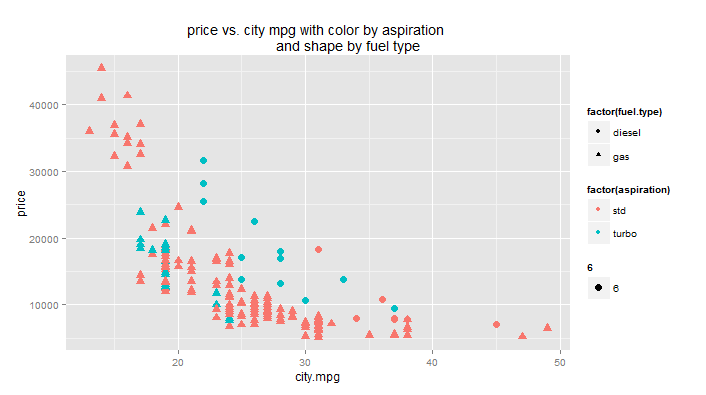 price vs. city mpg with color by aspiration
and shape by fuel type
price
40000
30000
20000
10000
20
30
40
50
city.mpg
factor(fuel.type)
diesel
gas
factor(aspiration)
std
turbo
6
6